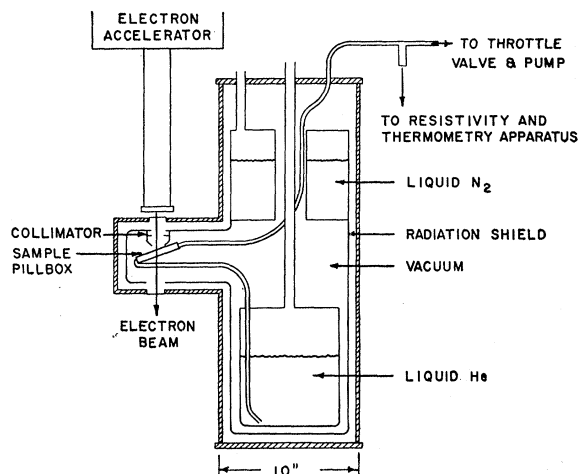 ELECTRON
ACCELERATOR
TO THROTTLE
VALVE & PUMP
TO RESISTIVITY AND
THERMOMETRY APPARATUS
LIQUID N2
COLLIMATOR
RADIATION SHIELD
SAMPLE
PILLBOX
VACUUM
ELECTRON
BEAM
LIQUID He
10"